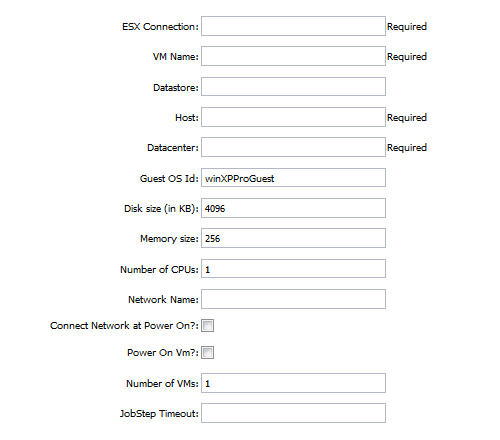 ESX Connection: Required
VM Name: Required
Datastore:
Host: Required
Datacenter: Required
Guest OS Id: winXPProGuest
Disk size (in KB): 4096
Memory size: 256
Number of CPUs: 1
Network Name:
Connect Network at Power On?:
Power On Vm?:
Number of VMs: 1
JobStep Timeout: